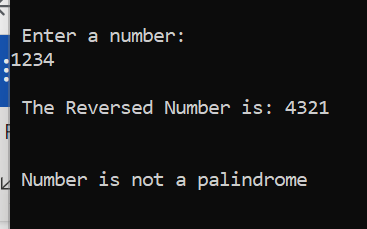 Enter a number:
1234
The Reversed Number is: 4321
Number is not a palindrome